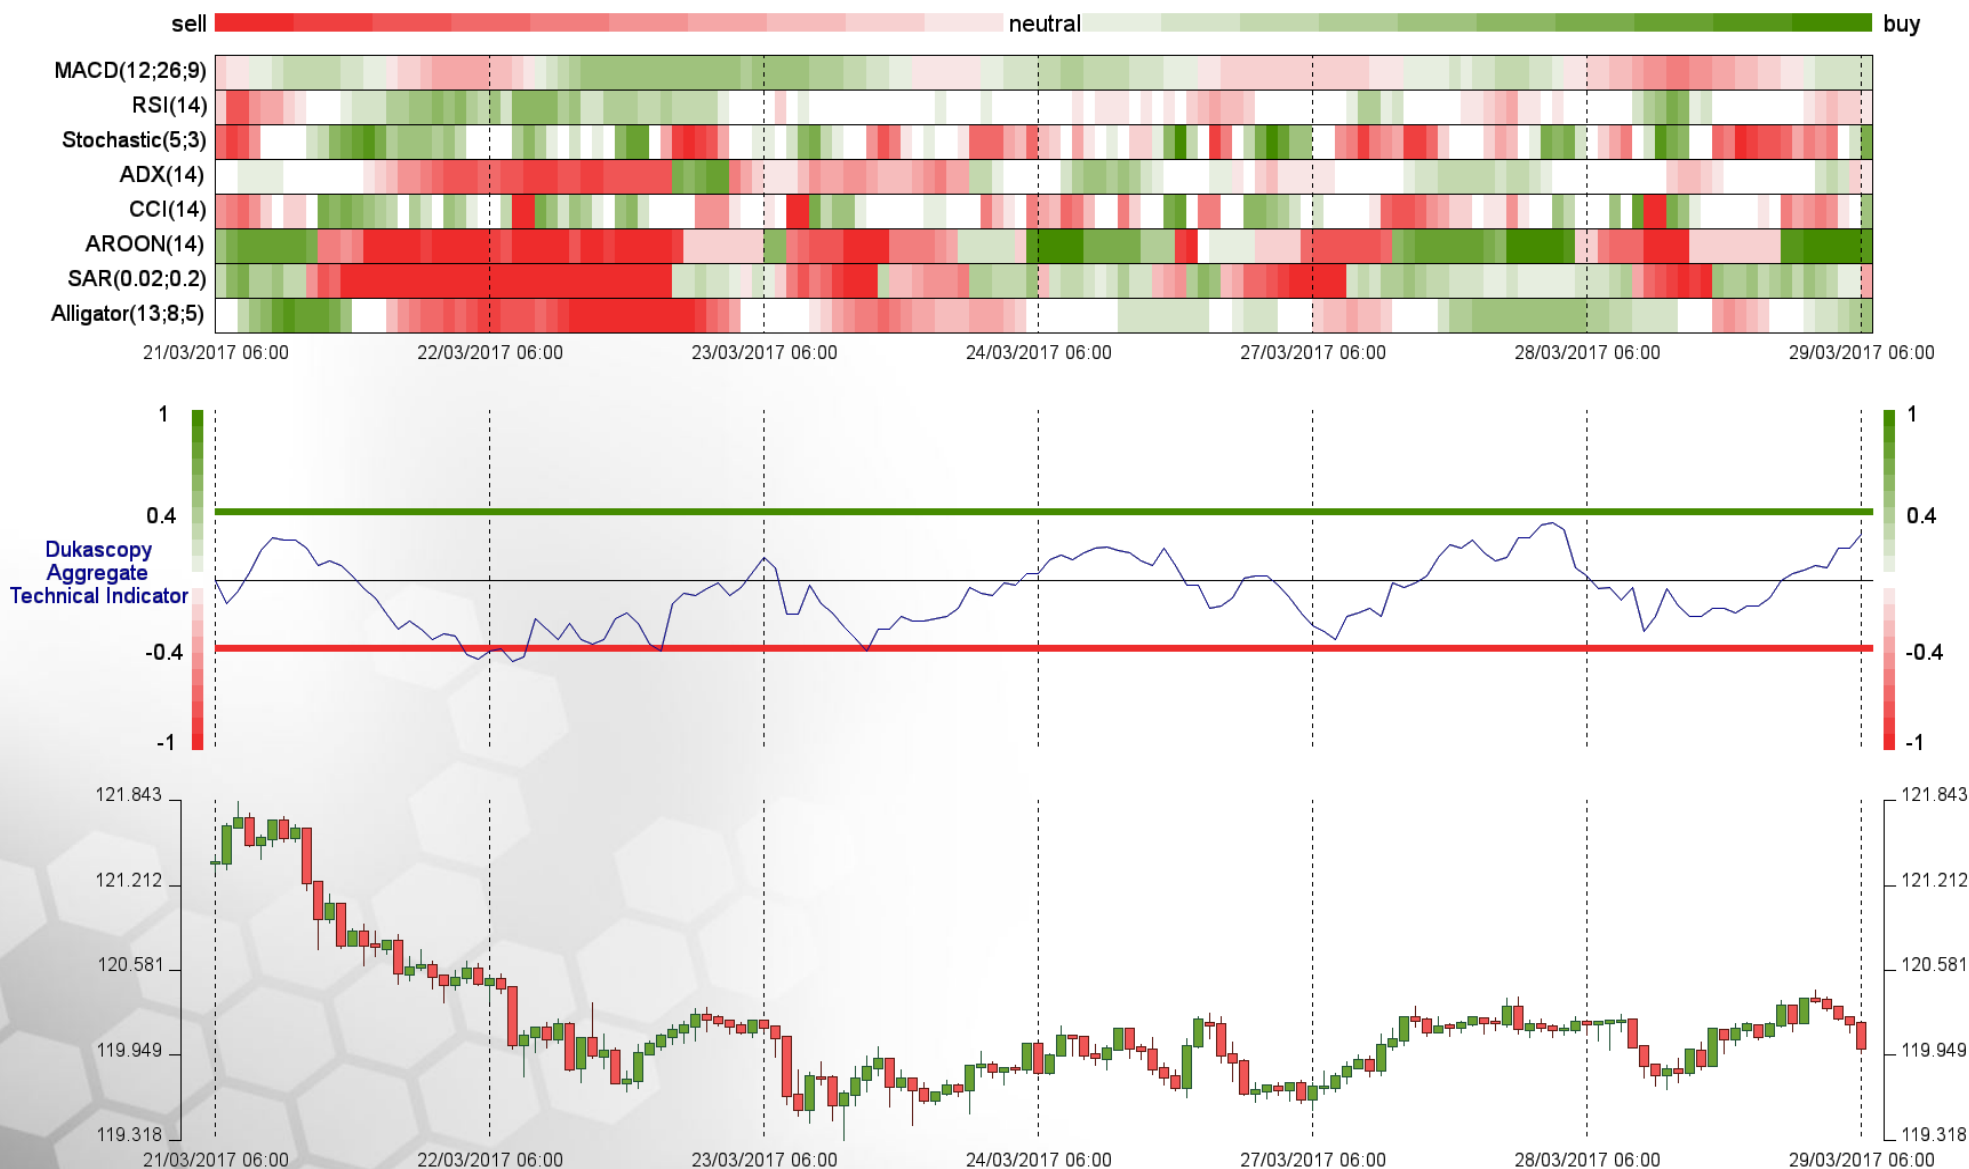 sell neutral buy
MACD(12;26;9)
RSI(14)
Stochastic(5;3)
ADX(14)
CCI(14)
AROON(14)
SAR(0.02;0.2)
Alligator(13;8;5)
21/03/2017 06:00 22/03/2017 06:00 23/03/2017 06:00 24/03/2017 06:00 27/03/2017 06:00 28/03/2017 06:00 29/03/2017 06:00
1 1
0.4 0.4
Dukascopy
Aggregate
Technical Indicator
-0.4 -0.4
-1 -1
121.843 121.843
121.212 121.212
120.581 120.581
119.949 119.949
119.318 119.318
21/03/2017 06:00 22/03/2017 06:00 23/03/2017 06:00 24/03/2017 06:00 27/03/2017 06:00 28/03/2017 06:00 29/03/2017 06:00